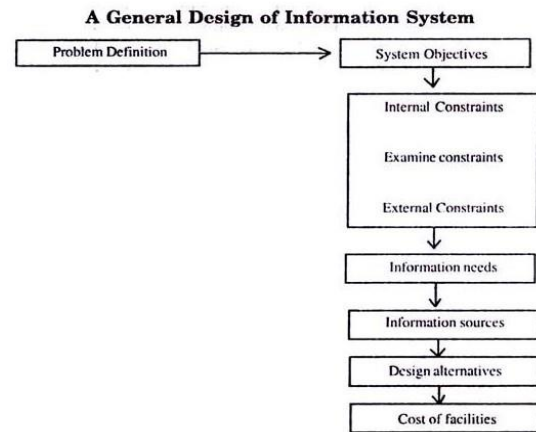 A General Design of Information System
Problem Definition
System Objectives
Internal Constraints
Examine constraints
External Constraints
Information needs
Information sources
Design alternatives
Cost of facilities